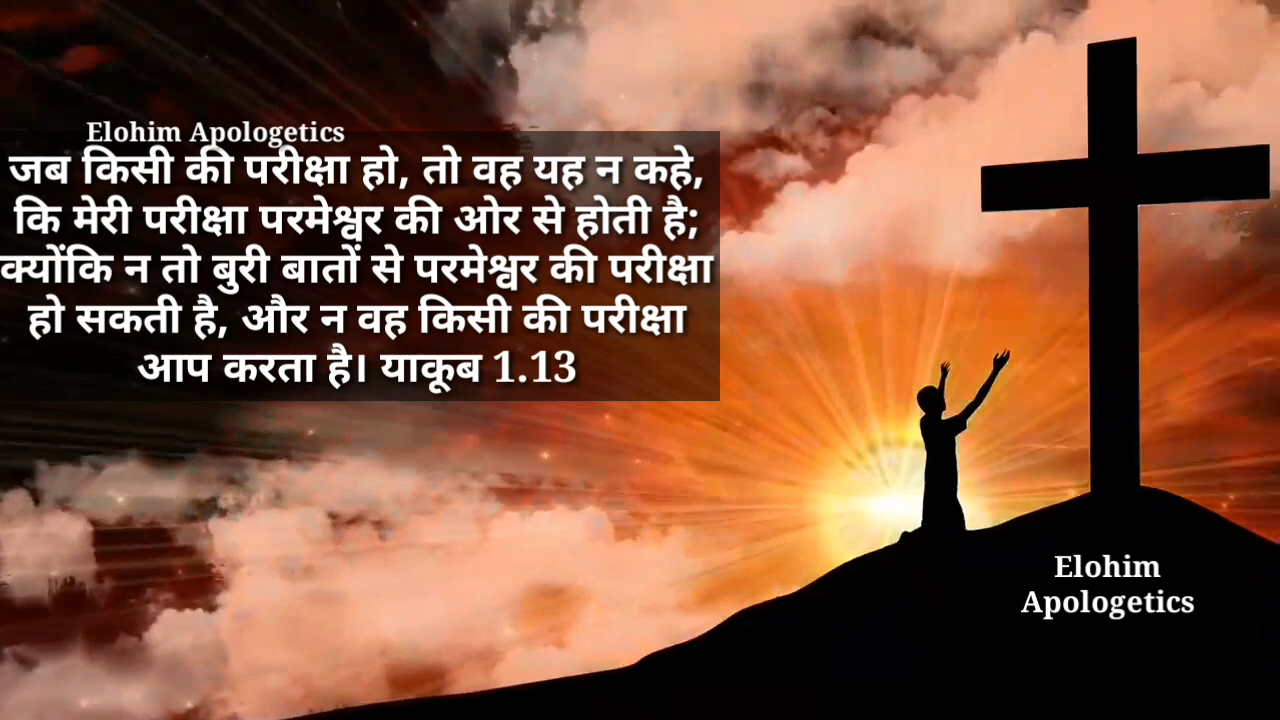 Elohim Apologetics
जब किसी की परीक्षा हो, तो वह यह न कहे,
कि मेरी परीक्षा परमेश्वर की ओर से होती है;
क्योंकि न तो बुरी बातों से परमेश्वर की परीक्षा
हो सकती है, और न वह किसी की परीक्षा
आप करता है। याकूब 1.13
Elohim
Apologetics